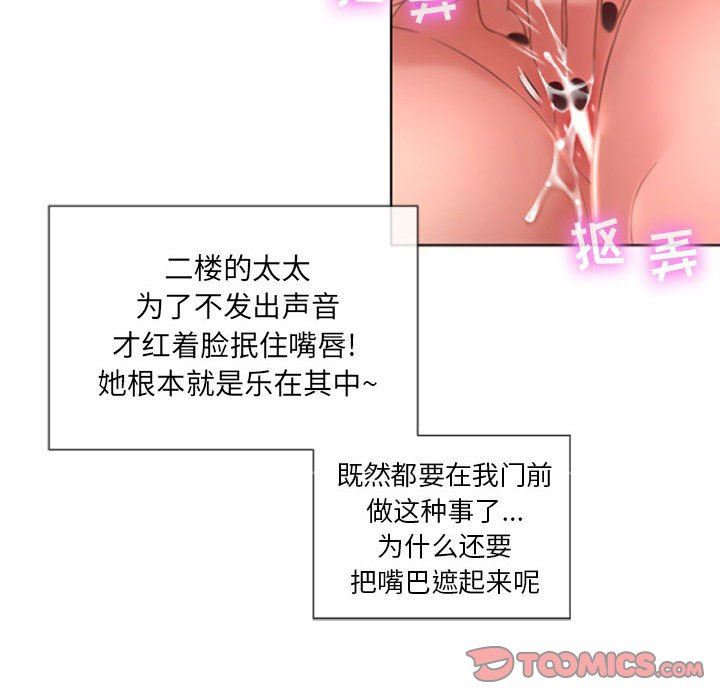 抠弄
抠弄
二楼的太太
为了不发出声音
才红着脸抿住嘴唇!
她根本就是乐在其中~
既然都要在我门前
做这种事了...
为什么还要
把嘴巴遮起来呢
TOOMICS.COM